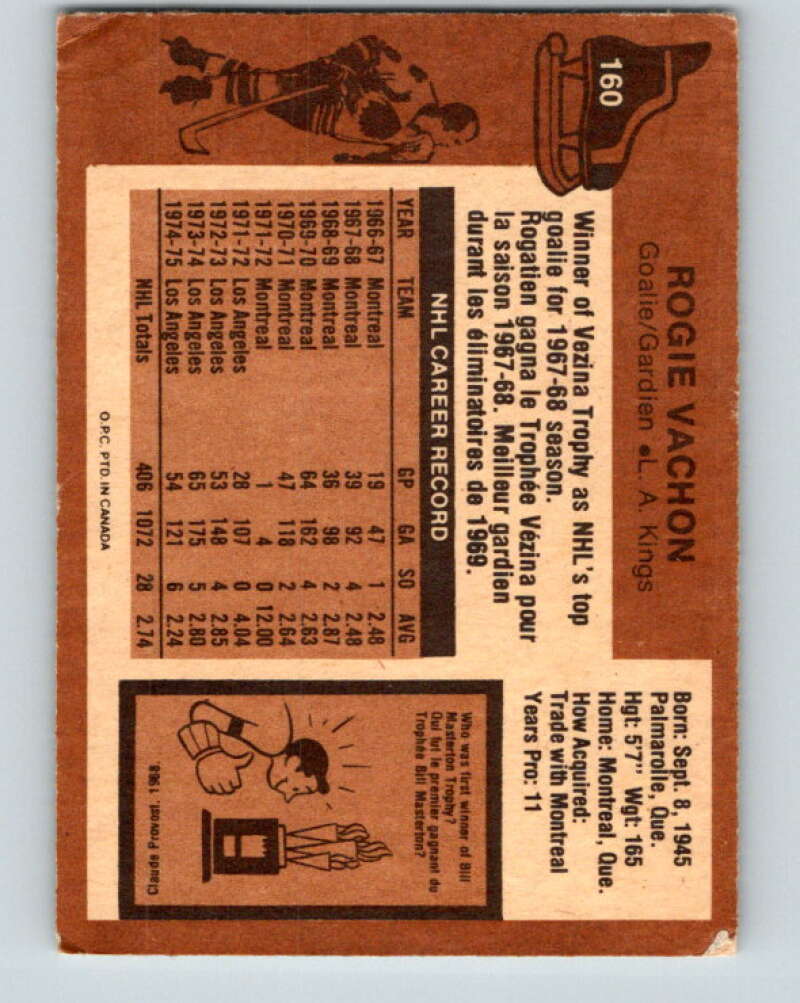 160
ROGIE VACHON
Goalie/Gardien • L. A. Kings
Born: Sept. 8, 1945
Palmarolle, Que.
Hgt: 5'7" Wgt: 165
Home: Montreal, Que.
How Acquired:
Trade with Montreal
Years Pro: 11
Winner of Vezina Trophy as NHL's top
goalie for 1967-68 season.
Rogatien gagna le Trophée Vézina pour
la saison 1967-68. Meilleur gardien
durant les éliminatoires de 1969.
NHL CAREER RECORD
YEAR TEAM GP GA SO AVG
1966-67 Montreal 19 47 1 2.48
1967-68 Montreal 39 92 4 2.48
1968-69 Montreal 36 98 2 2.87
1969-70 Montreal 64 162 4 2.63
1970-71 Montreal 47 118 2 2.64
1971-72 Montreal 1 4 0 12.00
1971-72 Los Angeles 28 107 0 4.04
1972-73 Los Angeles 53 148 4 2.85
1973-74 Los Angeles 65 175 5 2.80
1974-75 Los Angeles 54 121 6 2.24
NHL Totals 406 1072 28 2.74
O.P.C. PTD. IN CANADA
Who was first winner of Bill
Masterton Trophy?
Qui fut le premier gagnant du
Trophée Bill Masterton?
Claude Provost, 1968.